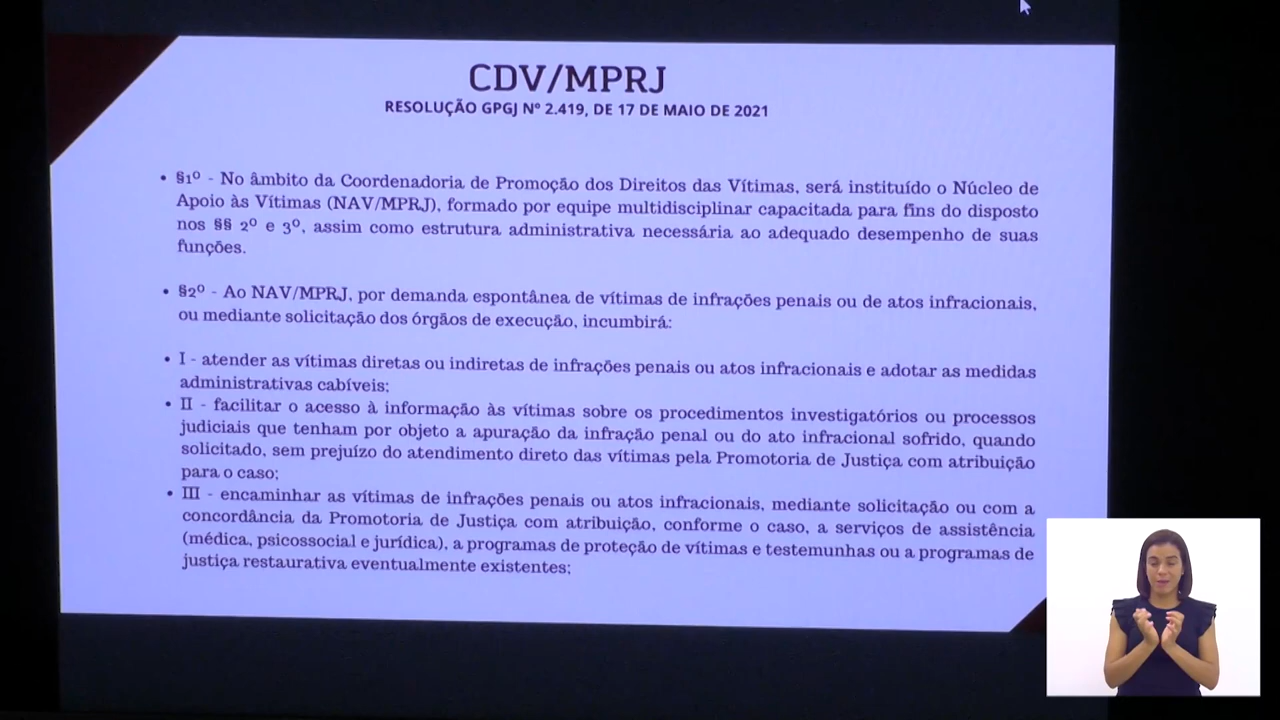 CDV/MPRJ
RESOLUÇÃO GPGJ Nº 2.419, DE 17 DE MAIO DE 2021
• §1º - No âmbito da Coordenadoria de Promoção dos Direitos das Vítimas, será instituído o Núcleo de
Apoio às Vítimas (NAV/MPRJ), formado por equipe multidisciplinar capacitada para fins do disposto
nos §§ 2º e 3º, assim como estrutura administrativa necessária ao adequado desempenho de suas
funções.
• §2º - Ao NAV/MPRJ, por demanda espontânea de vítimas de infrações penais ou de atos infracionais,
ou mediante solicitação dos órgãos de execução, incumbirá:
• I - atender as vítimas diretas ou indiretas de infrações penais ou atos infracionais e adotar as medidas
administrativas cabíveis;
• II - facilitar o acesso à informação às vítimas sobre os procedimentos investigatórios ou processos
judiciais que tenham por objeto a apuração da infração penal ou do ato infracional sofrido, quando
solicitado, sem prejuízo do atendimento direto das vítimas pela Promotoria de Justiça com atribuição
para o caso;
• III - encaminhar as vítimas de infrações penais ou atos infracionais, mediante solicitação ou com a
concordância da Promotoria de Justiça com atribuição, conforme o caso, a serviços de assistência
(médica, psicossocial e jurídica), a programas de proteção de vítimas e testemunhas ou a programas de
justiça restaurativa eventualmente existentes;